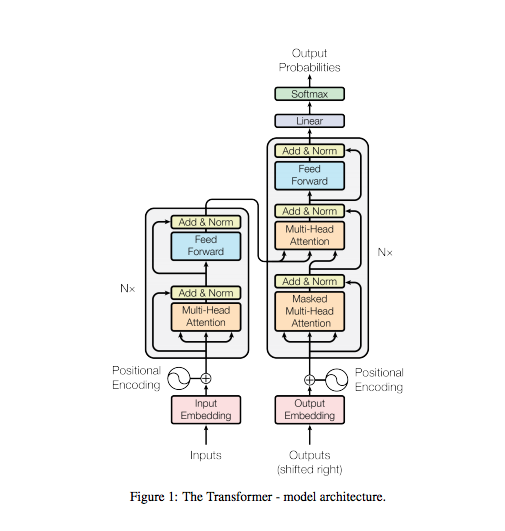 Output
Probabilities
Softmax
Linear
Add & Norm
Feed
Forward
Add & Norm
Multi-Head
Attention
Add & Norm
Masked
Multi-Head
Attention
N×
Positional
Encoding
Output
Embedding
Outputs
(shifted right)
Add & Norm
Feed
Forward
Add & Norm
Multi-Head
Attention
N×
Positional
Encoding
Input
Embedding
Inputs
Figure 1: The Transformer - model architecture.